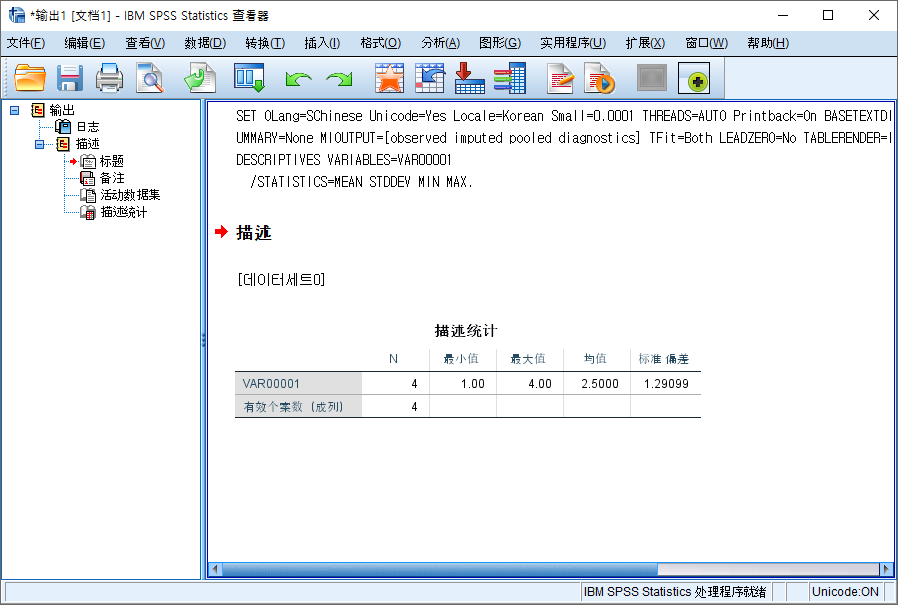 *输出1 [文档1] - IBM SPSS Statistics 查看器
文件(F) 编辑(E) 查看(V) 数据(D) 转换(T) 插入(I) 格式(O) 分析(A) 图形(G) 实用程序(U) 扩展(X) 窗口(W) 帮助(H)
输出
日志
描述
标题
备注
活动数据集
描述统计
SET OLang=SChinese Unicode=Yes Locale=Korean Small=0.0001 THREADS=AUTO Printback=On BASETEXTDI
UMMARY=None MIOUTPUT=[observed imputed pooled diagnostics] TFit=Both LEADZERO=No TABLERENDER=
DESCRIPTIVES VARIABLES=VAR00001
/STATISTICS=MEAN STDDEV MIN MAX.
描述
[데이터세트0]
描述统计
N 最小值 最大值 均值 标准 偏差
VAR00001 4 1.00 4.00 2.5000 1.29099
有效个案数（成列） 4
IBM SPSS Statistics 处理程序就绪 Unicode:ON